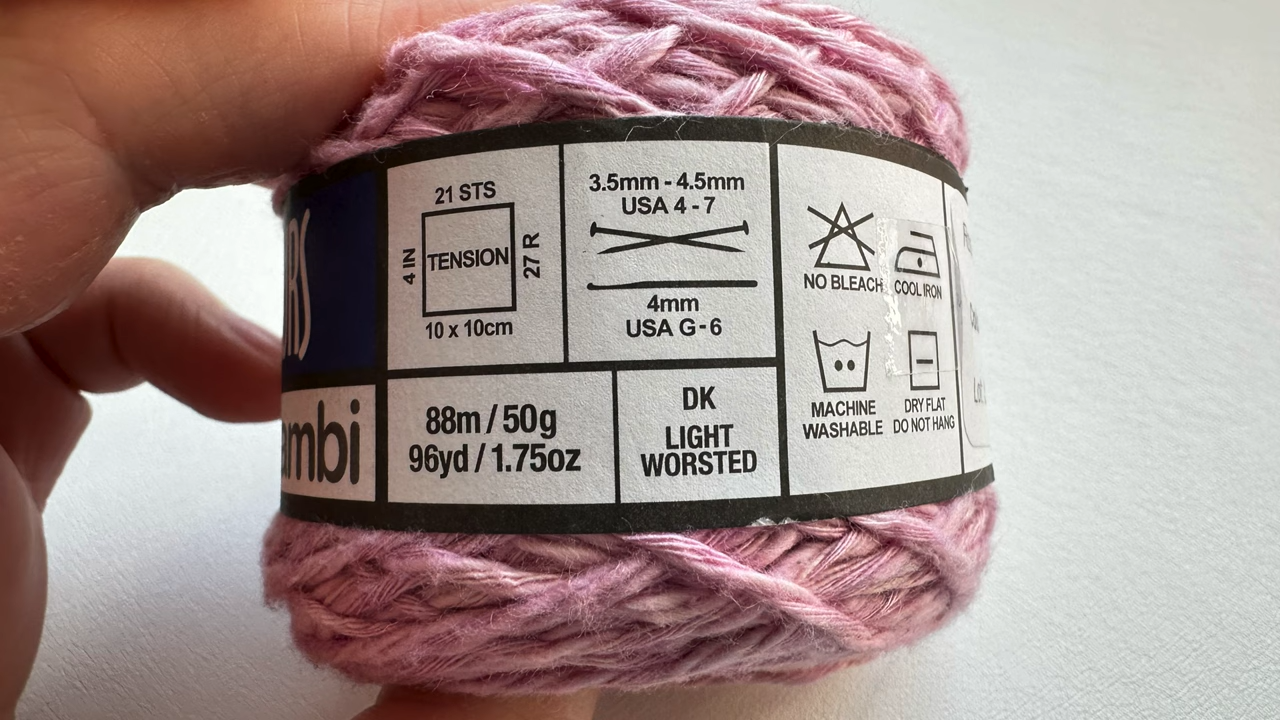 21 STS
4 IN
TENSION
27 R
10 x 10cm
3.5mm - 4.5mm
USA 4 - 7
4mm
USA G - 6
NO BLEACH
COOL IRON
MACHINE
WASHABLE
DRY FLAT
DO NOT HANG
88m / 50g
96yd / 1.75oz
DK
LIGHT
WORSTED